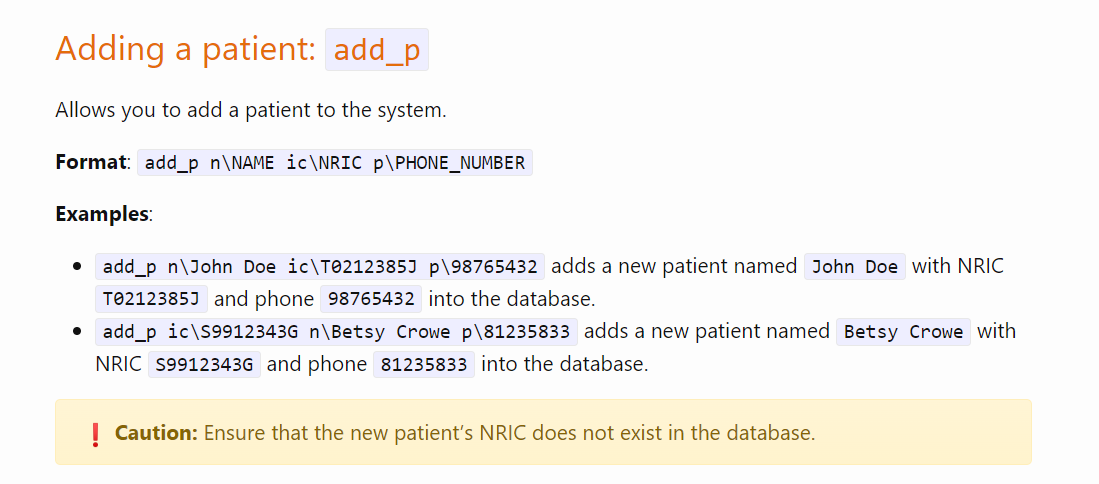 Adding a patient: add_p
Allows you to add a patient to the system.
Format: add_p n\NAME ic\NRIC p\PHONE_NUMBER
Examples:
• add_p n\John Doe ic\T0212385J p\98765432 adds a new patient named John Doe with NRIC
T0212385J and phone 98765432 into the database.
• add_p ic\S9912343G n\Betsy Crowe p\81235833 adds a new patient named Betsy Crowe with
NRIC S9912343G and phone 81235833 into the database.
❗ Caution: Ensure that the new patient’s NRIC does not exist in the database.